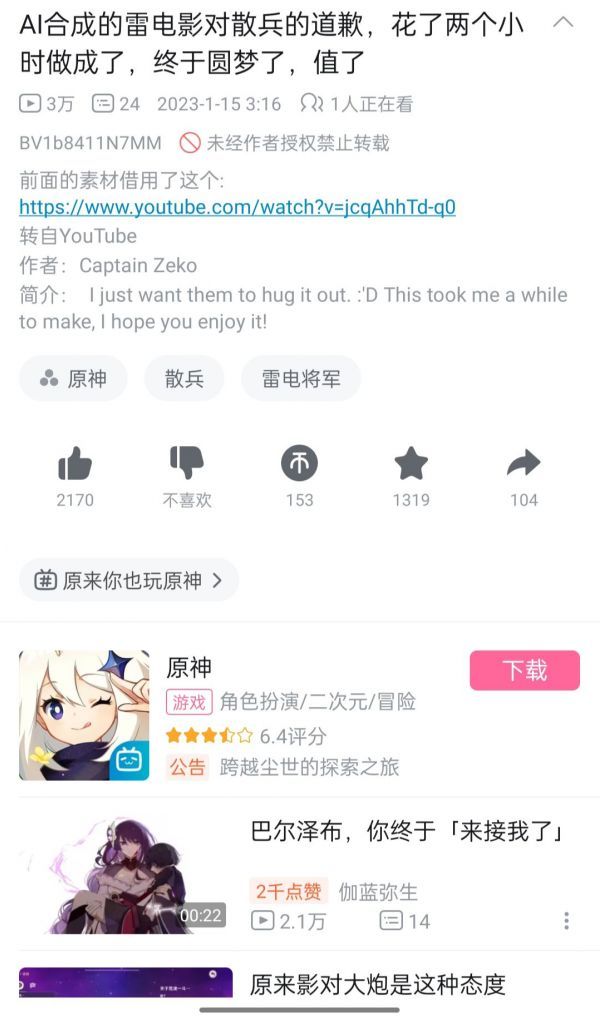 AI合成的雷电影对散兵的道歉，花了两个小
时做成了，终于圆梦了，值了
3万 24 2023-1-15 3:16 1人正在看
BV1b8411N7MM 未经作者授权禁止转载
前面的素材借用了这个:
https://www.youtube.com/watch?v=jcqAhhTd-q0
转自YouTube
作者： Captain Zeko
简介： I just want them to hug it out. :'D This took me a while
to make, I hope you enjoy it!
原神 散兵 雷电将军
2170 不喜欢 153 1319 104
原来你也玩原神
原神
下载
游戏 角色扮演/二次元/冒险
6.4评分
公告 跨越尘世的探索之旅
巴尔泽布，你终于「来接我了」
00:22
2千点赞 伽蓝弥生
2.1万 14
原来影对大炮是这种态度